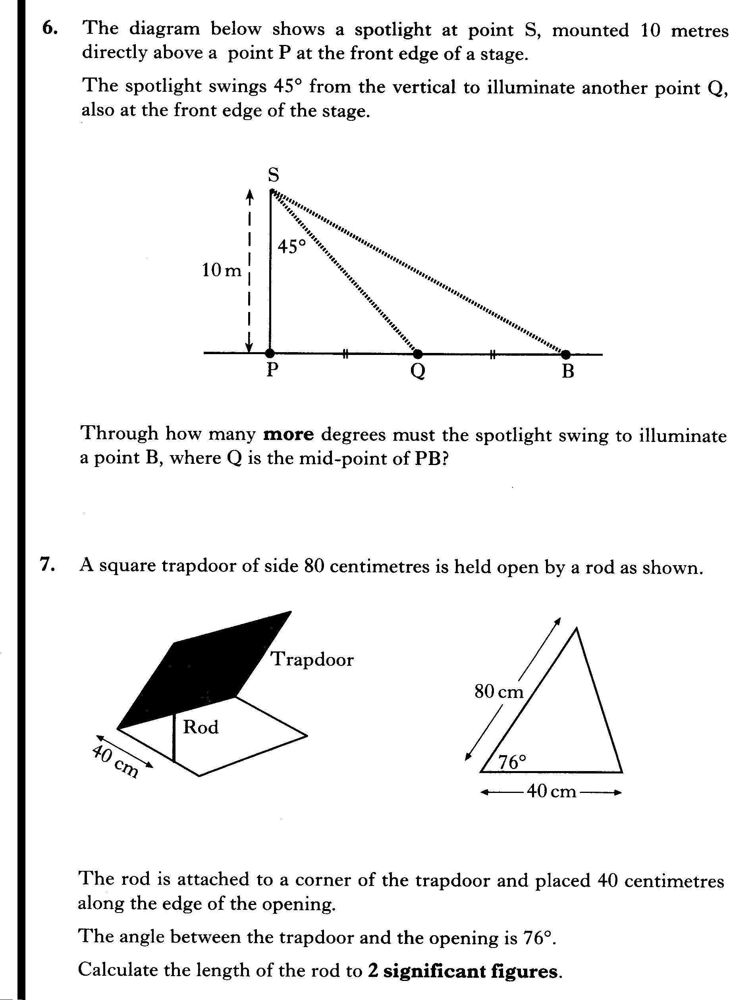 6. The diagram below shows a spotlight at point S, mounted 10 metres
directly above a point P at the front edge of a stage.
The spotlight swings 45° from the vertical to illuminate another point Q,
also at the front edge of the stage.
S
45°
10 m
P
Q
B
Through how many more degrees must the spotlight swing to illuminate
a point B, where Q is the mid-point of PB?
7. A square trapdoor of side 80 centimetres is held open by a rod as shown.
Trapdoor
Rod
40 cm
80 cm
76°
40 cm
The rod is attached to a corner of the trapdoor and placed 40 centimetres
along the edge of the opening.
The angle between the trapdoor and the opening is 76°.
Calculate the length of the rod to 2 significant figures.